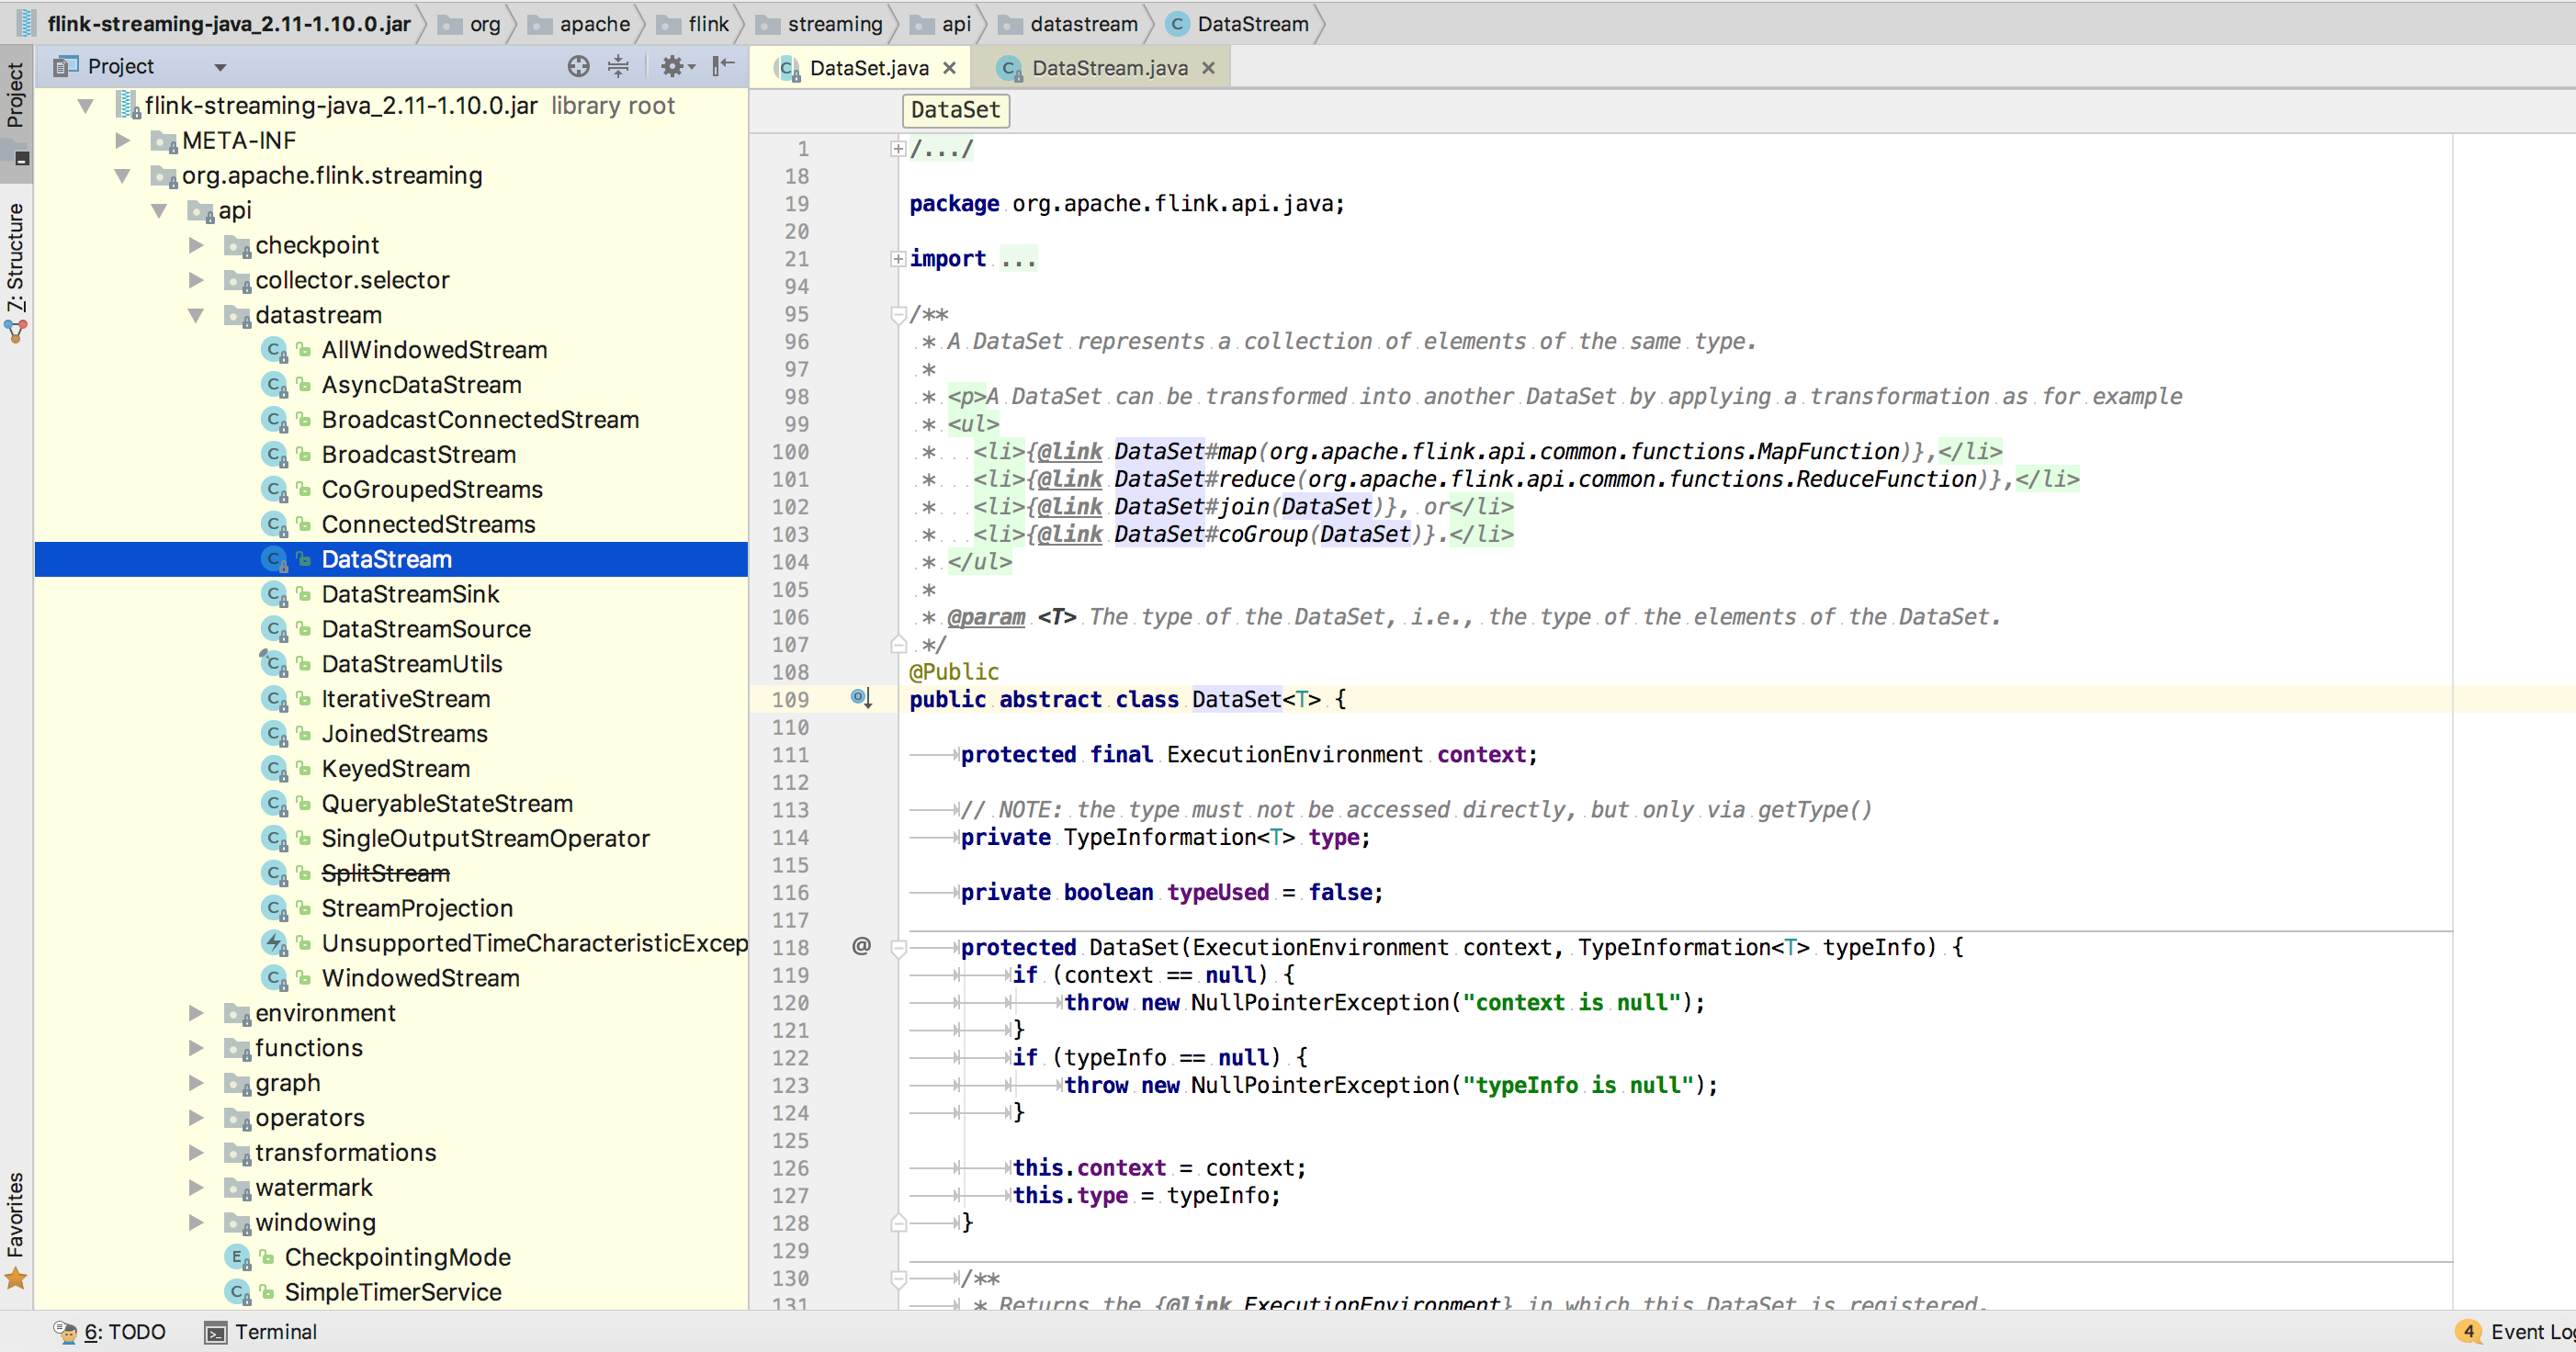 flink-streaming-java_2.11-1.10.0.jar org apache flink streaming api datastream DataStream
Project
Z: Structure
Favorites
Project
flink-streaming-java_2.11-1.10.0.jar library root
META-INF
org.apache.flink.streaming
api
checkpoint
collector.selector
datastream
AllWindowedStream
AsyncDataStream
BroadcastConnectedStream
BroadcastStream
CoGroupedStreams
ConnectedStreams
DataStream
DataStreamSink
DataStreamSource
DataStreamUtils
IterativeStream
JoinedStreams
KeyedStream
QueryableStateStream
SingleOutputStreamOperator
SplitStream
StreamProjection
UnsupportedTimeCharacteristicExcep
WindowedStream
environment
functions
graph
operators
transformations
watermark
windowing
CheckpointingMode
SimpleTimerService
DataSet.java DataStream.java
DataSet
1 /.../
18
19 package org.apache.flink.api.java;
20
21 import ...
94
95 /**
96 * A DataSet represents a collection of elements of the same type.
97 *
98 * <p>A DataSet can be transformed into another DataSet by applying a transformation as for example
99 * <ul>
100 * <li>{@link DataSet#map(org.apache.flink.api.common.functions.MapFunction)},</li>
101 * <li>{@link DataSet#reduce(org.apache.flink.api.common.functions.ReduceFunction)},</li>
102 * <li>{@link DataSet#join(DataSet)}, or</li>
103 * <li>{@link DataSet#coGroup(DataSet)}.</li>
104 * </ul>
105 *
106 * @param <T> The type of the DataSet, i.e., the type of the elements of the DataSet.
107 */
108 @Public
109 public abstract class DataSet<T> {
110
111 protected final ExecutionEnvironment context;
112
113 // NOTE: the type must not be accessed directly, but only via getType()
114 private TypeInformation<T> type;
115
116 private boolean typeUsed = false;
117
118 @ protected DataSet(ExecutionEnvironment context, TypeInformation<T> typeInfo) {
119 if (context == null) {
120 throw new NullPointerException("context is null");
121 }
122 if (typeInfo == null) {
123 throw new NullPointerException("typeInfo is null");
124 }
125
126 this.context = context;
127 this.type = typeInfo;
128 }
129
130 /**
131 * Returns the {@link ExecutionEnvironment} in which this DataSet is registered.
6: TODO Terminal 4 Event Log